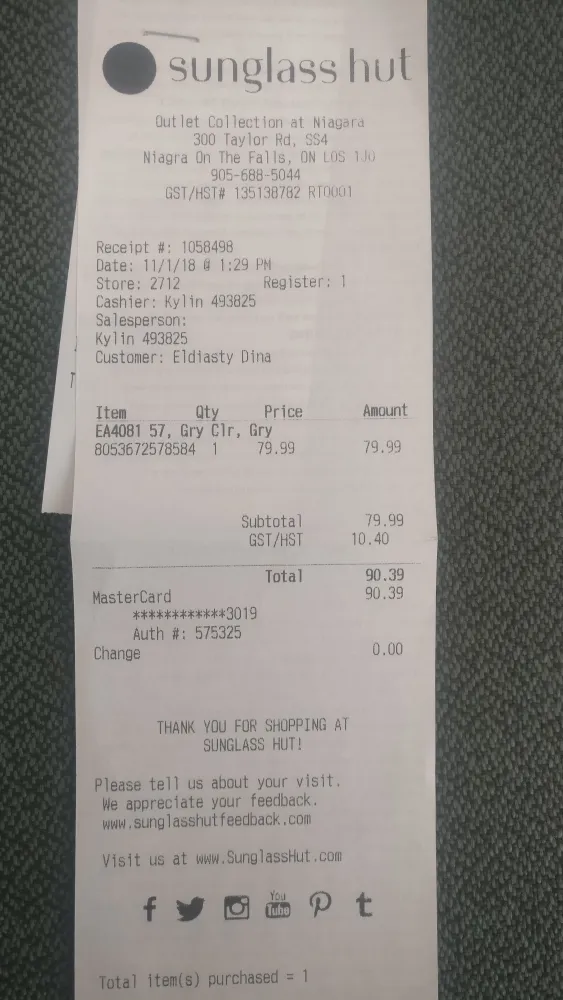 sunglass hut
Outlet Collection at Niagara
300 Taylor Rd, SS4
Niagra On The Falls, ON L0S 1J0
905-688-5044
GST/HST# 135138782 RT0001
Receipt #: 1058498
Date: 11/1/18 @ 1:29 PM
Store: 2712 Register: 1
Cashier: Kylin 493825
Salesperson:
Kylin 493825
Customer: Eldiasty Dina
Item Qty Price Amount
EA4081 57, Gry Clr, Gry
8053672578584 1 79.99 79.99
Subtotal 79.99
GST/HST 10.40
Total 90.39
MasterCard 90.39
************3019
Auth #: 575325
Change 0.00
THANK YOU FOR SHOPPING AT
SUNGLASS HUT!
Please tell us about your visit.
We appreciate your feedback.
www.sunglasshutfeedback.com
Visit us at www.SunglassHut.com
f You Tube t
Total item(s) purchased = 1